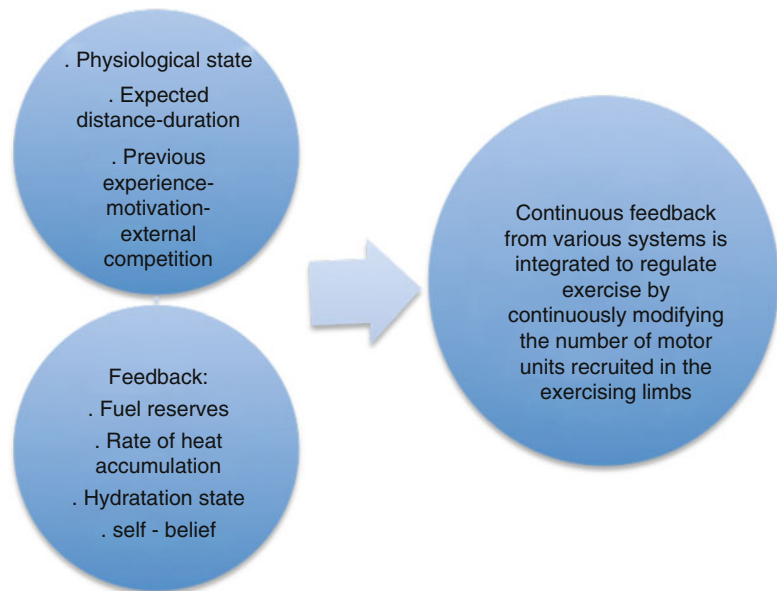 . Physiological state
. Expected
distance-duration
. Previous
experience-
motivation-
external
competition
Feedback:
. Fuel reserves
. Rate of heat
accumulation
. Hydratation state
. self - belief
Continuous feedback
from various systems is
integrated to regulate
exercise by
continuously modifying
the number of motor
units recruited in the
exercising limbs